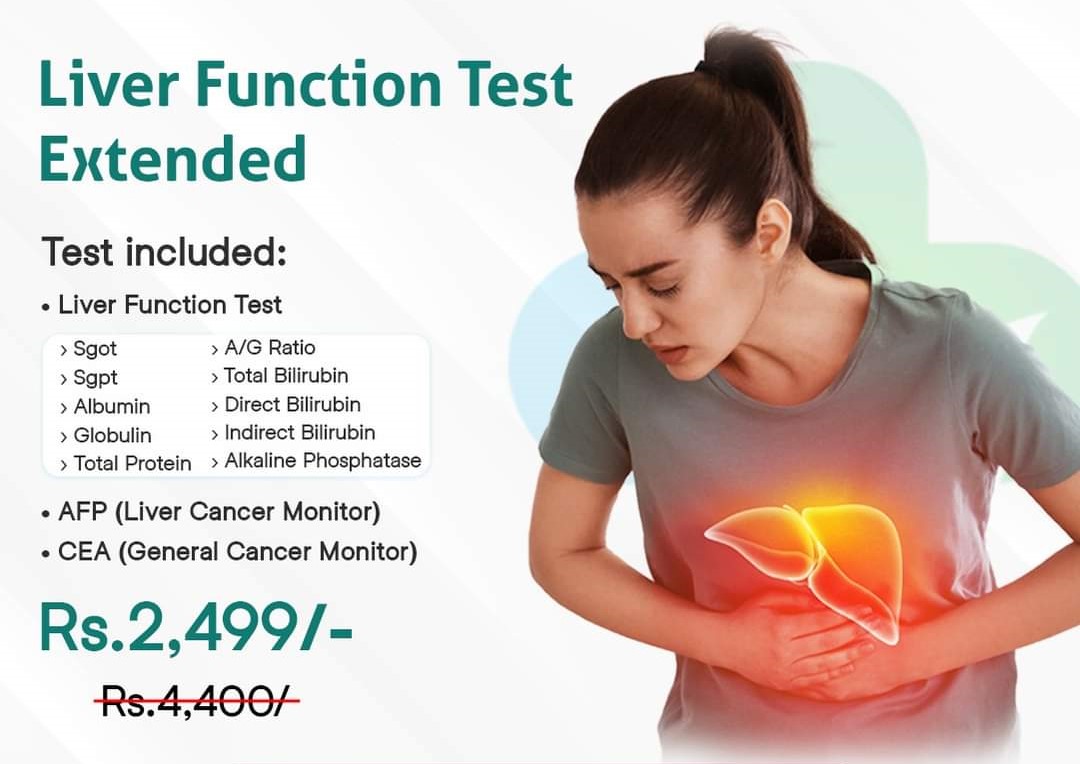 Liver Function Test
Extended
Test included:
• Liver Function Test
› Sgot
› Sgpt
› Albumin
› Globulin
› Total Protein
› A/G Ratio
› Total Bilirubin
› Direct Bilirubin
› Indirect Bilirubin
› Alkaline Phosphatase
• AFP (Liver Cancer Monitor)
• CEA (General Cancer Monitor)
Rs.2,499/-
Rs.4,400/